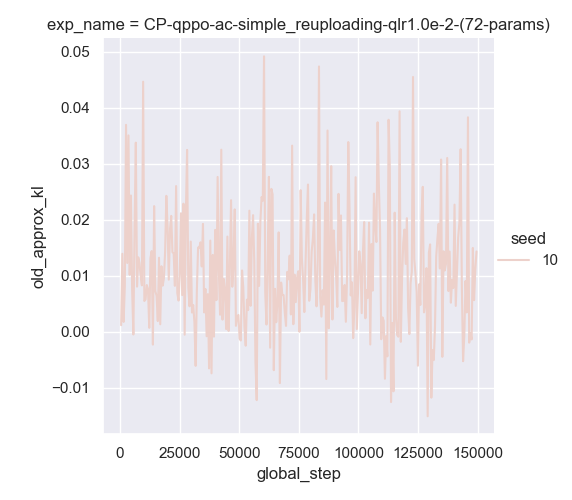 exp_name = CP-qppo-ac-simple_reuploading-qlr1.0e-2-(72-params)
0.05
0.04
0.03
0.02
0.01
0.00
−0.01
old_approx_kl
0 25000 50000 75000 100000 125000 150000
global_step
seed
10